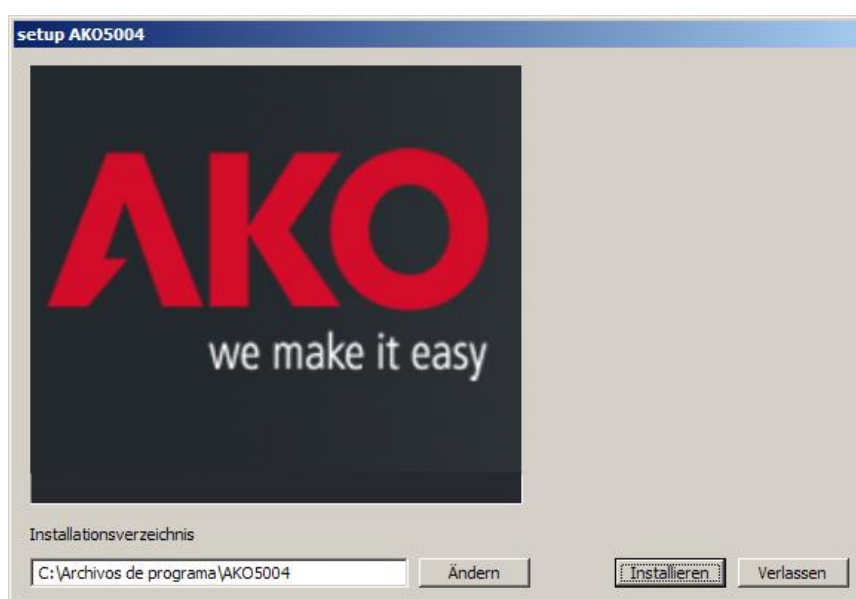 setup AKO5004
AKO
we make it easy
Installationsverzeichnis
C:\Archivos de programa\AKO5004
Ändern
Installieren
Verlassen